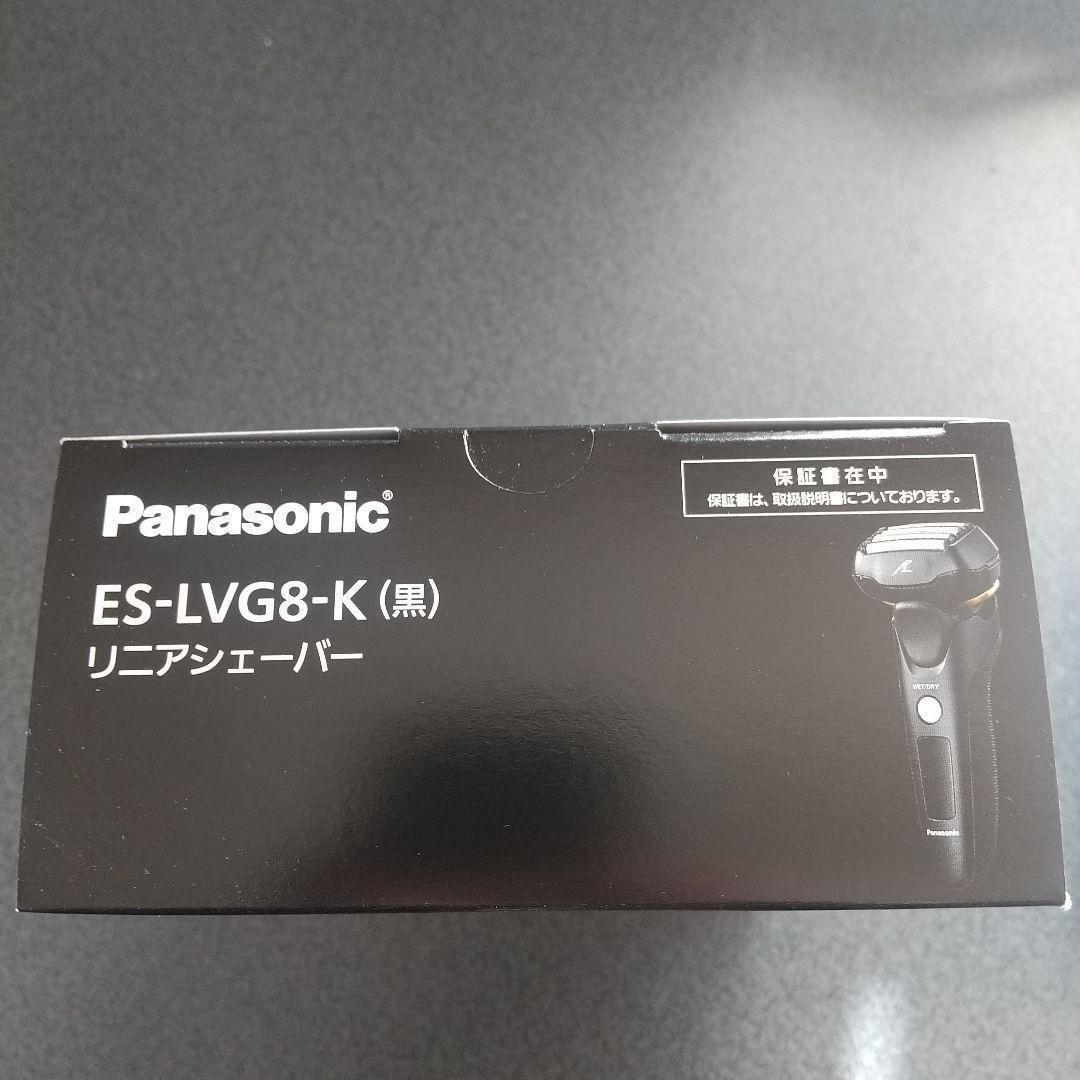 Panasonic®
ES-LVG8-K(黒)
リニアシェーバー
保証書在中
保証書は、取扱説明書についております。
WET/DRY
Panasonic